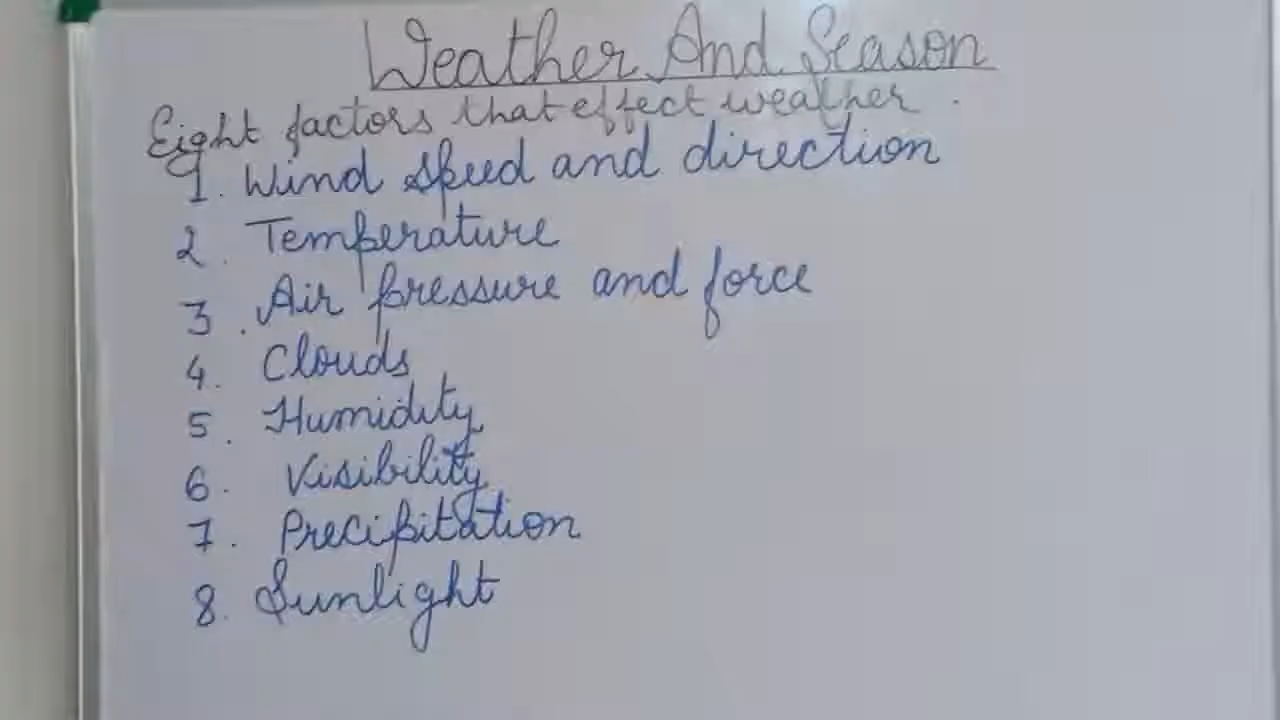 Weather And Season
Eight factors that effect weather.
1. Wind speed and direction
2. Temperature
3. Air pressure and force
4. Clouds
5. Humidity
6. Visibility
7. Precipitation
8. Sunlight